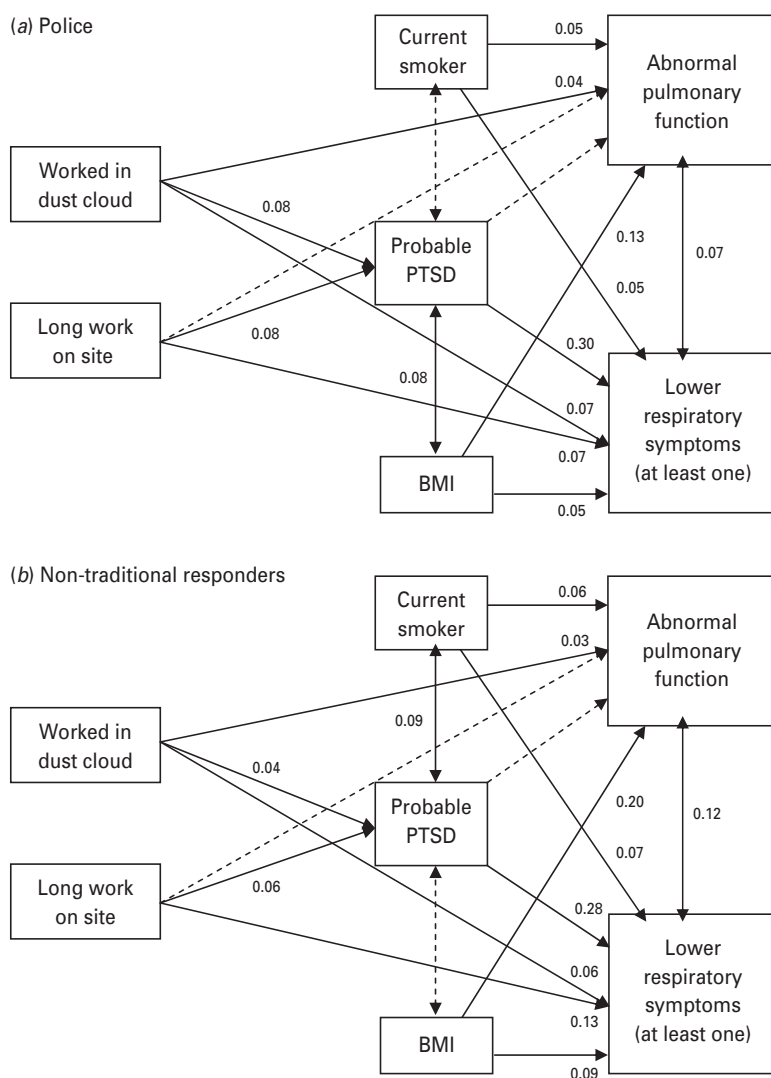 (a) Police
Current
smoker
0.05
Abnormal
pulmonary
function
0.04
Worked in
dust cloud
0.08
Probable
PTSD
0.13
0.07
0.05
Long work
on site
0.08
0.30
0.08
Lower
respiratory
symptoms
(at least one)
0.07
0.07
BMI
0.05
(b) Non-traditional responders
Current
smoker
0.06
Abnormal
pulmonary
function
0.03
0.09
Worked in
dust cloud
0.04
Probable
PTSD
0.20
0.12
0.07
Long work
on site
0.06
0.28
Lower
respiratory
symptoms
(at least one)
0.06
0.13
BMI
0.09